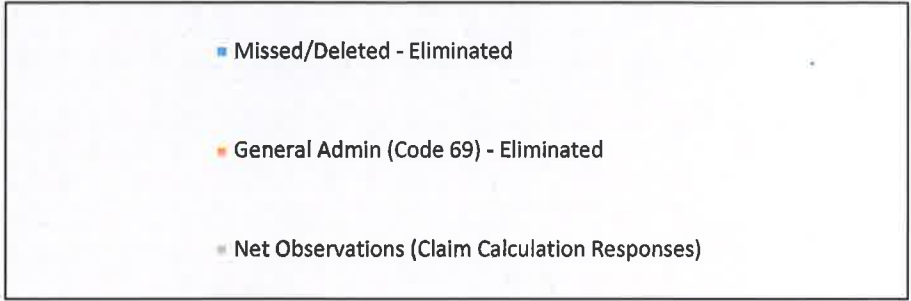 Missed/Deleted - Eliminated
General Admin (Code 69) - Eliminated
Net Observations (Claim Calculation Responses)